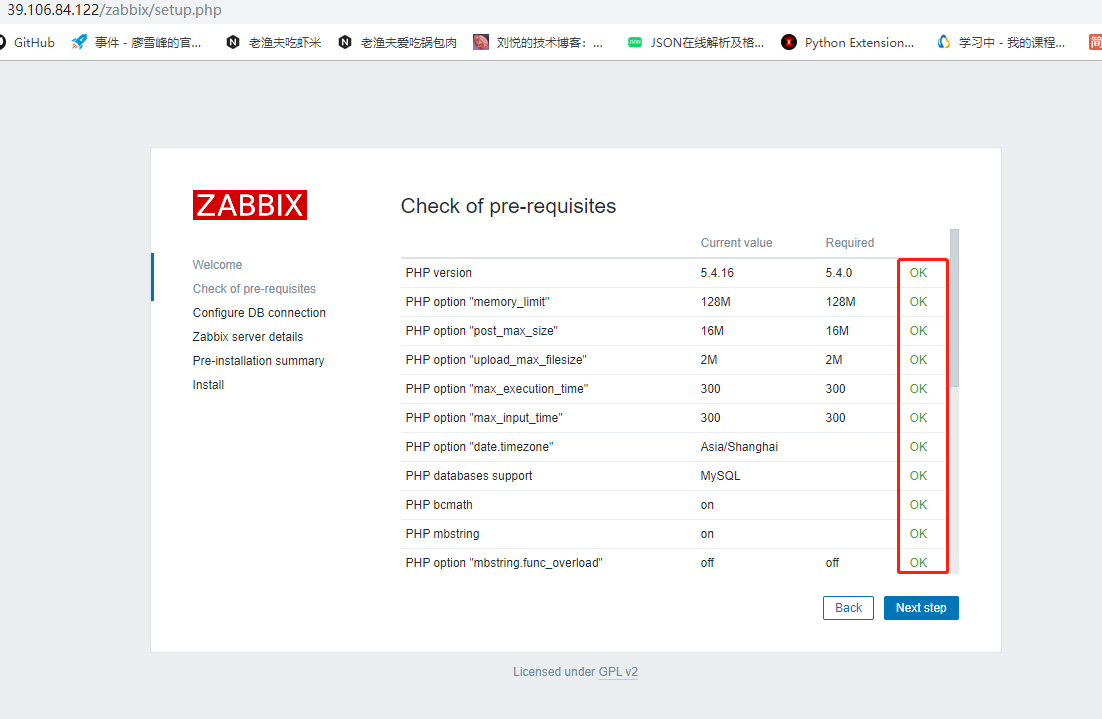 39.106.84.122/zabbix/setup.php
GitHub 事件 - 廖雪峰的官... 老渔夫吃虾米 老渔夫爱吃锅包肉 刘悦的技术博客：... JSON在线解析及格... Python Extension... 学习中 - 我的课程... 简
ZABBIX
Welcome
Check of pre-requisites
Configure DB connection
Zabbix server details
Pre-installation summary
Install
Check of pre-requisites
Current value Required
PHP version 5.4.16 5.4.0 OK
PHP option "memory_limit" 128M 128M OK
PHP option "post_max_size" 16M 16M OK
PHP option "upload_max_filesize" 2M 2M OK
PHP option "max_execution_time" 300 300 OK
PHP option "max_input_time" 300 300 OK
PHP option "date.timezone" Asia/Shanghai OK
PHP databases support MySQL OK
PHP bcmath on OK
PHP mbstring on OK
PHP option "mbstring.func_overload" off off OK
Back Next step
Licensed under GPL v2